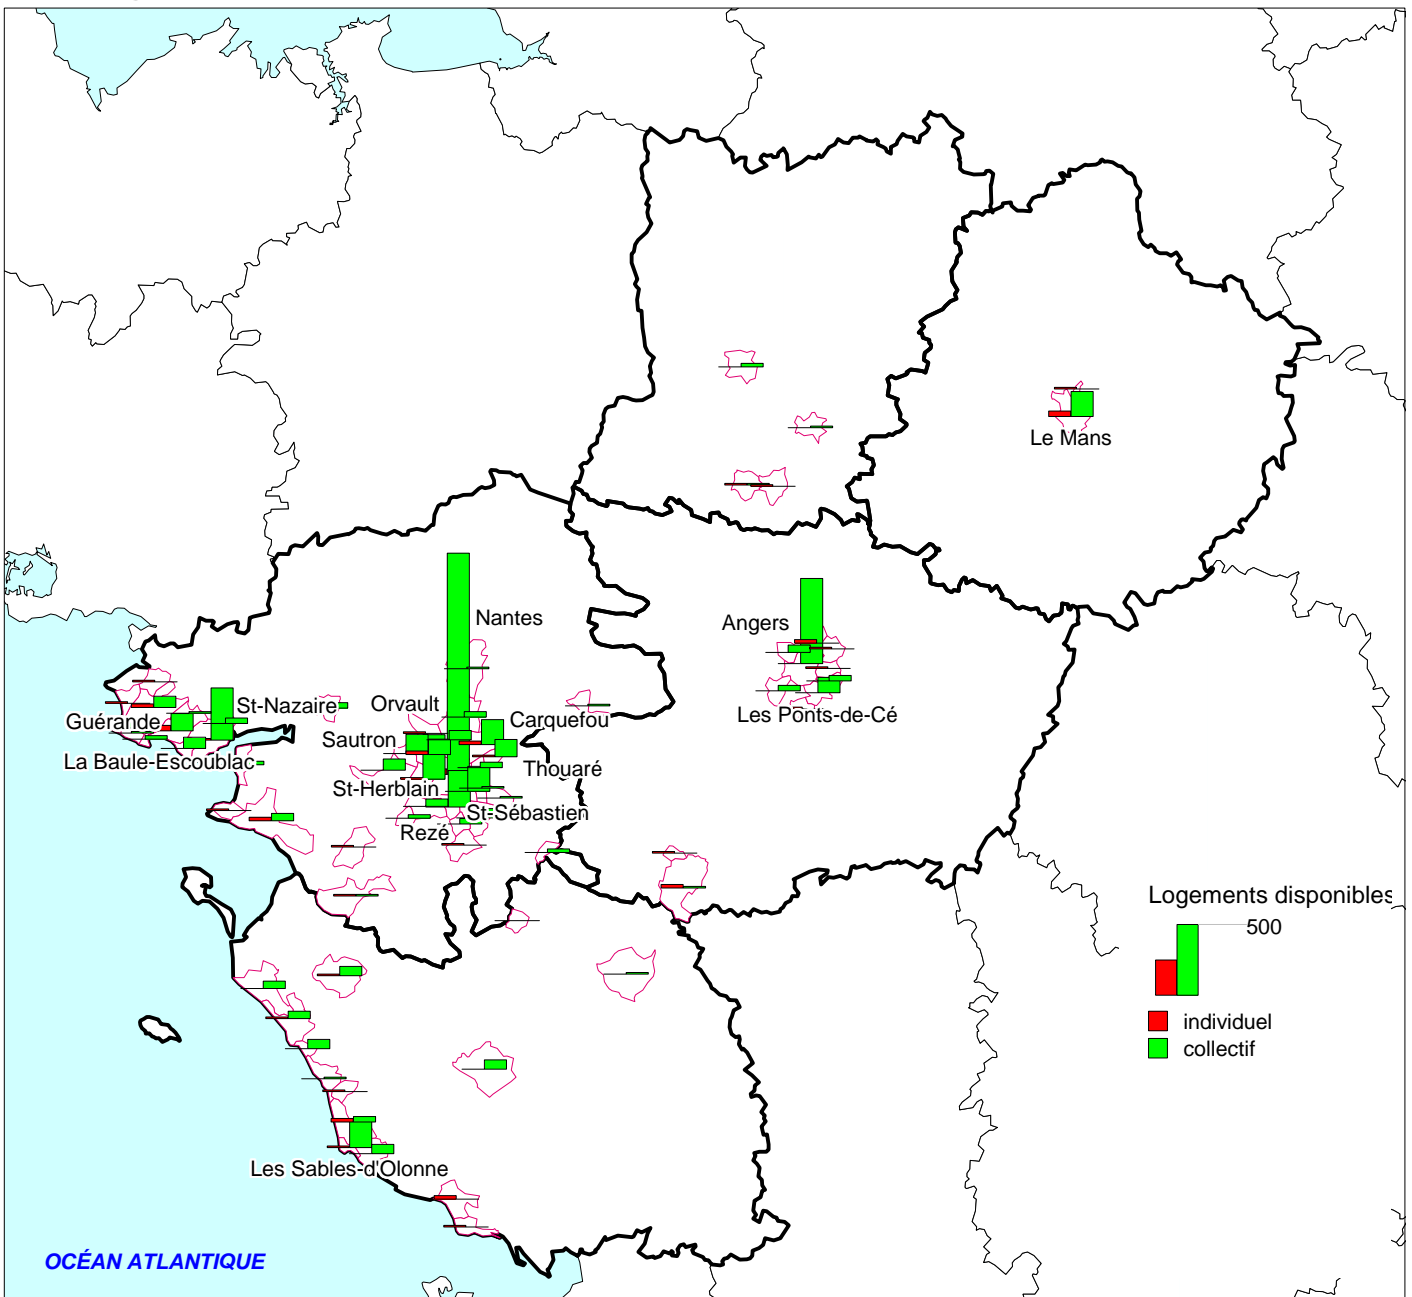 Le Mans
Nantes
Angers
Orvault
St-Nazaire
Guérande
Carquefou
Les Ponts-de-Cé
Sautron
La Baule-Escoublac
Thouaré
St-Herblain
St-Sébastien
Rezé
Logements disponibles
500
individuel
collectif
Les Sables-d'Olonne
OCÉAN ATLANTIQUE